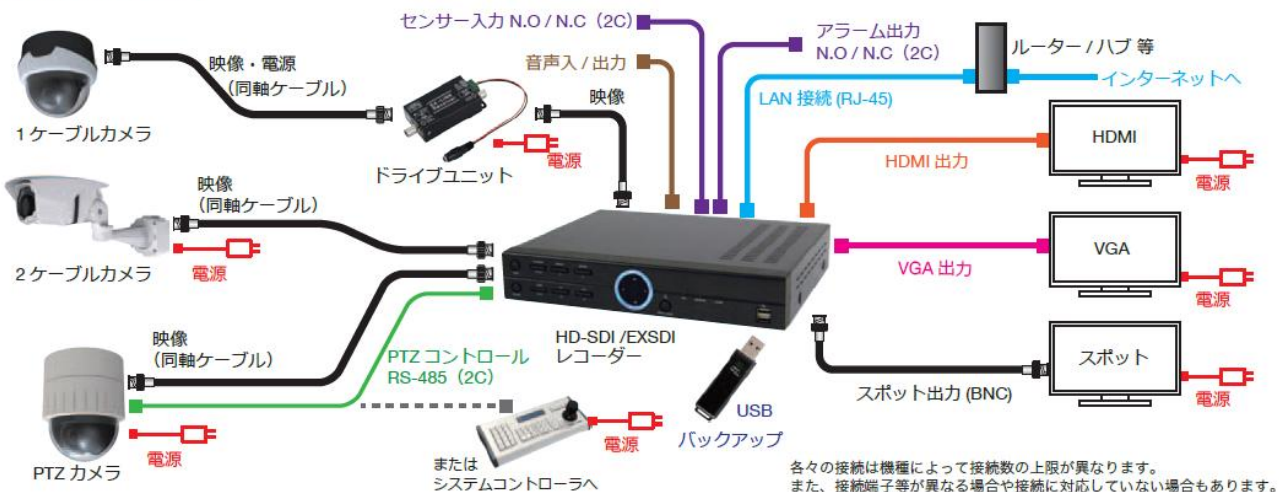 センサー入力 N.O / N.C（2C）
アラーム出力
N.O / N.C（2C）
ルーター / ハブ 等
音声入 / 出力
映像・電源
（同軸ケーブル）
映像
LAN 接続 (RJ-45)
インターネットへ
1 ケーブルカメラ
ドライブユニット
電源
HDMI 出力
HDMI
電源
映像
（同軸ケーブル）
2 ケーブルカメラ
電源
VGA 出力
VGA
電源
映像
（同軸ケーブル）
PTZ コントロール
RS-485（2C）
HD-SDI /EXSDI
レコーダー
スポット
スポット出力 (BNC)
電源
USB
バックアップ
PTZ カメラ
電源
電源
または
システムコントローラへ
各々の接続は機種によって接続数の上限が異なります。
また、接続端子等が異なる場合や接続に対応していない場合もあります。